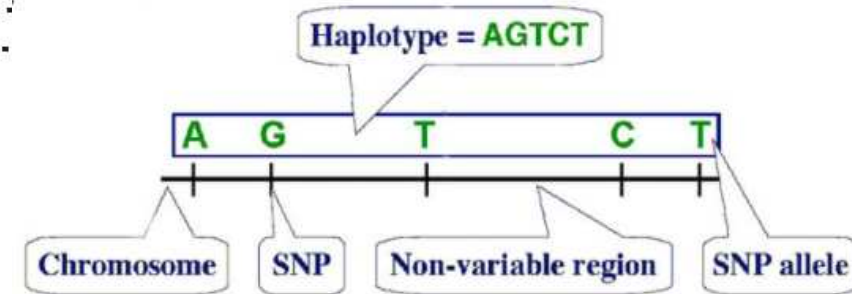 Haplotype = AGTCT
A G T C T
Chromosome
SNP
Non-variable region
SNP allele